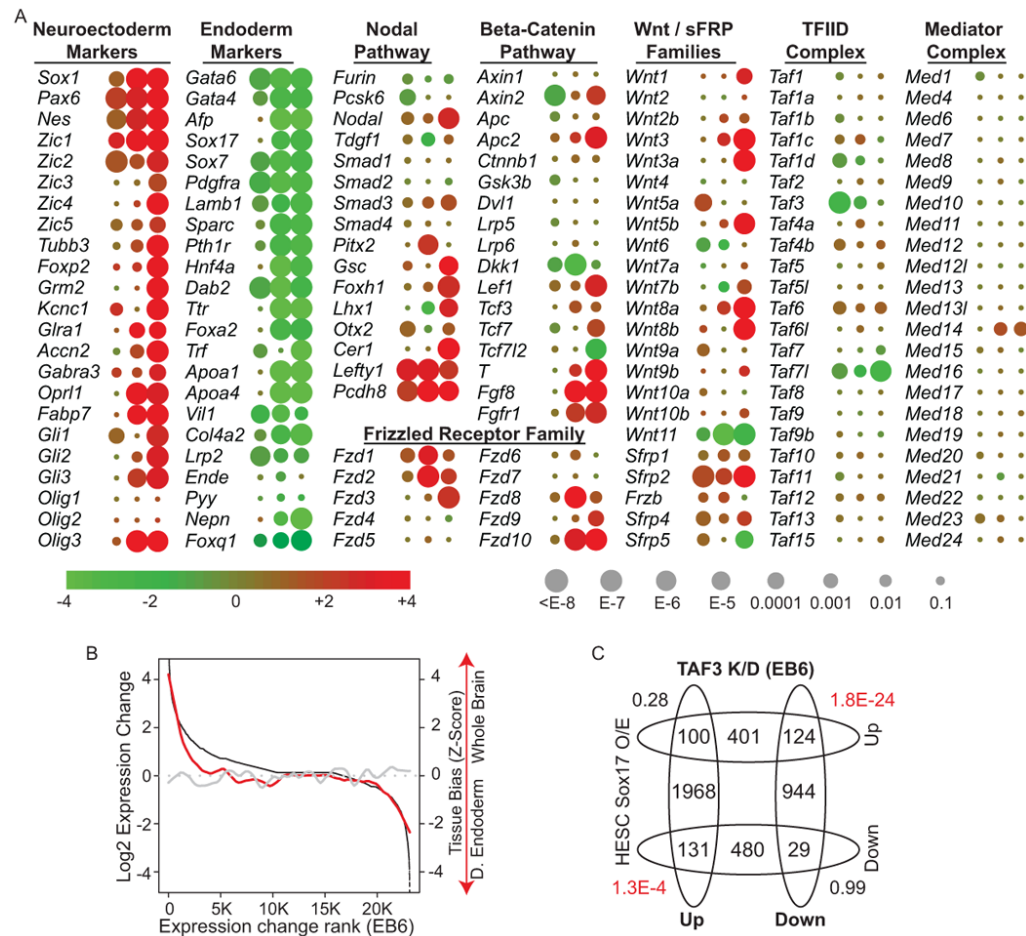 A
Neuroectoderm Endoderm Nodal Beta-Catenin Wnt / sFRP TFIID Mediator
Markers Markers Pathway Pathway Families Complex Complex
Sox1 Gata6 Furin Axin1 Wnt1 Taf1 Med1
Pax6 Gata4 Pcsk6 Axin2 Wnt2 Taf1a Med4
Nes Afp Nodal Apc Wnt2b Taf1b Med6
Zic1 Sox17 Tdgf1 Apc2 Wnt3 Taf1c Med7
Zic2 Sox7 Smad1 Ctnnb1 Wnt3a Taf1d Med8
Zic3 Pdgfra Smad2 Gsk3b Wnt4 Taf2 Med9
Zic4 Lamb1 Smad3 Dvl1 Wnt5a Taf3 Med10
Zic5 Sparc Smad4 Lrp5 Wnt5b Taf4a Med11
Tubb3 Pth1r Pitx2 Lrp6 Wnt6 Taf4b Med12
Foxp2 Hnf4a Gsc Dkk1 Wnt7a Taf5 Med12l
Grm2 Dab2 Foxh1 Lef1 Wnt7b Taf5l Med13
Kcnc1 Ttr Lhx1 Tcf3 Wnt8a Taf6 Med13l
Glra1 Foxa2 Otx2 Tcf7 Wnt8b Taf6l Med14
Accn2 Trf Cer1 Tcf7l2 Wnt9a Taf7 Med15
Gabra3 Apoa1 Lefty1 T Wnt9b Taf7l Med16
Oprl1 Apoa4 Pcdh8 Fgf8 Wnt10a Taf8 Med17
Fabp7 Vil1 Fgfr1 Wnt10b Taf9 Med18
Gli1 Col4a2 Frizzled Receptor Family Wnt11 Taf9b Med19
Gli2 Lrp2 Fzd1 Fzd6 Sfrp1 Taf10 Med20
Gli3 Ende Fzd2 Fzd7 Sfrp2 Taf11 Med21
Olig1 Pyy Fzd3 Fzd8 Frzb Taf12 Med22
Olig2 Nepn Fzd4 Fzd9 Sfrp4 Taf13 Med23
Olig3 Foxq1 Fzd5 Fzd10 Sfrp5 Taf15 Med24
-4 -2 0 +2 +4
<E-8 E-7 E-6 E-5 0.0001 0.001 0.01 0.1
B
Log2 Expression Change
4
2
0
-2
-4
4
2
0
-2
-4
Tissue Bias (Z-Score)
D. Endoderm Whole Brain
0 5K 10K 15K 20K
Expression change rank (EB6)
C
TAF3 K/D (EB6)
0.28 1.8E-24
HESC Sox17 O/E
100 401 124 Up
1968 944
131 480 29 Down
1.3E-4 0.99
Up Down